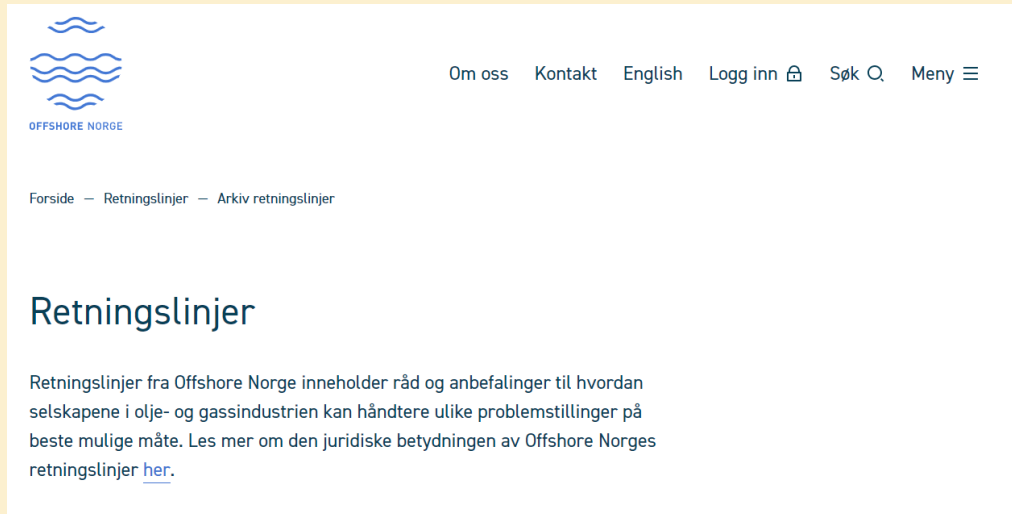 OFFSHORE NORGE
Om oss Kontakt English Logg inn Søk Meny
Forside — Retningslinjer — Arkiv retningslinjer
Retningslinjer
Retningslinjer fra Offshore Norge inneholder råd og anbefalinger til hvordan
selskapene i olje- og gassindustrien kan håndtere ulike problemstillinger på
beste mulige måte. Les mer om den juridiske betydningen av Offshore Norges
retningslinjer her.